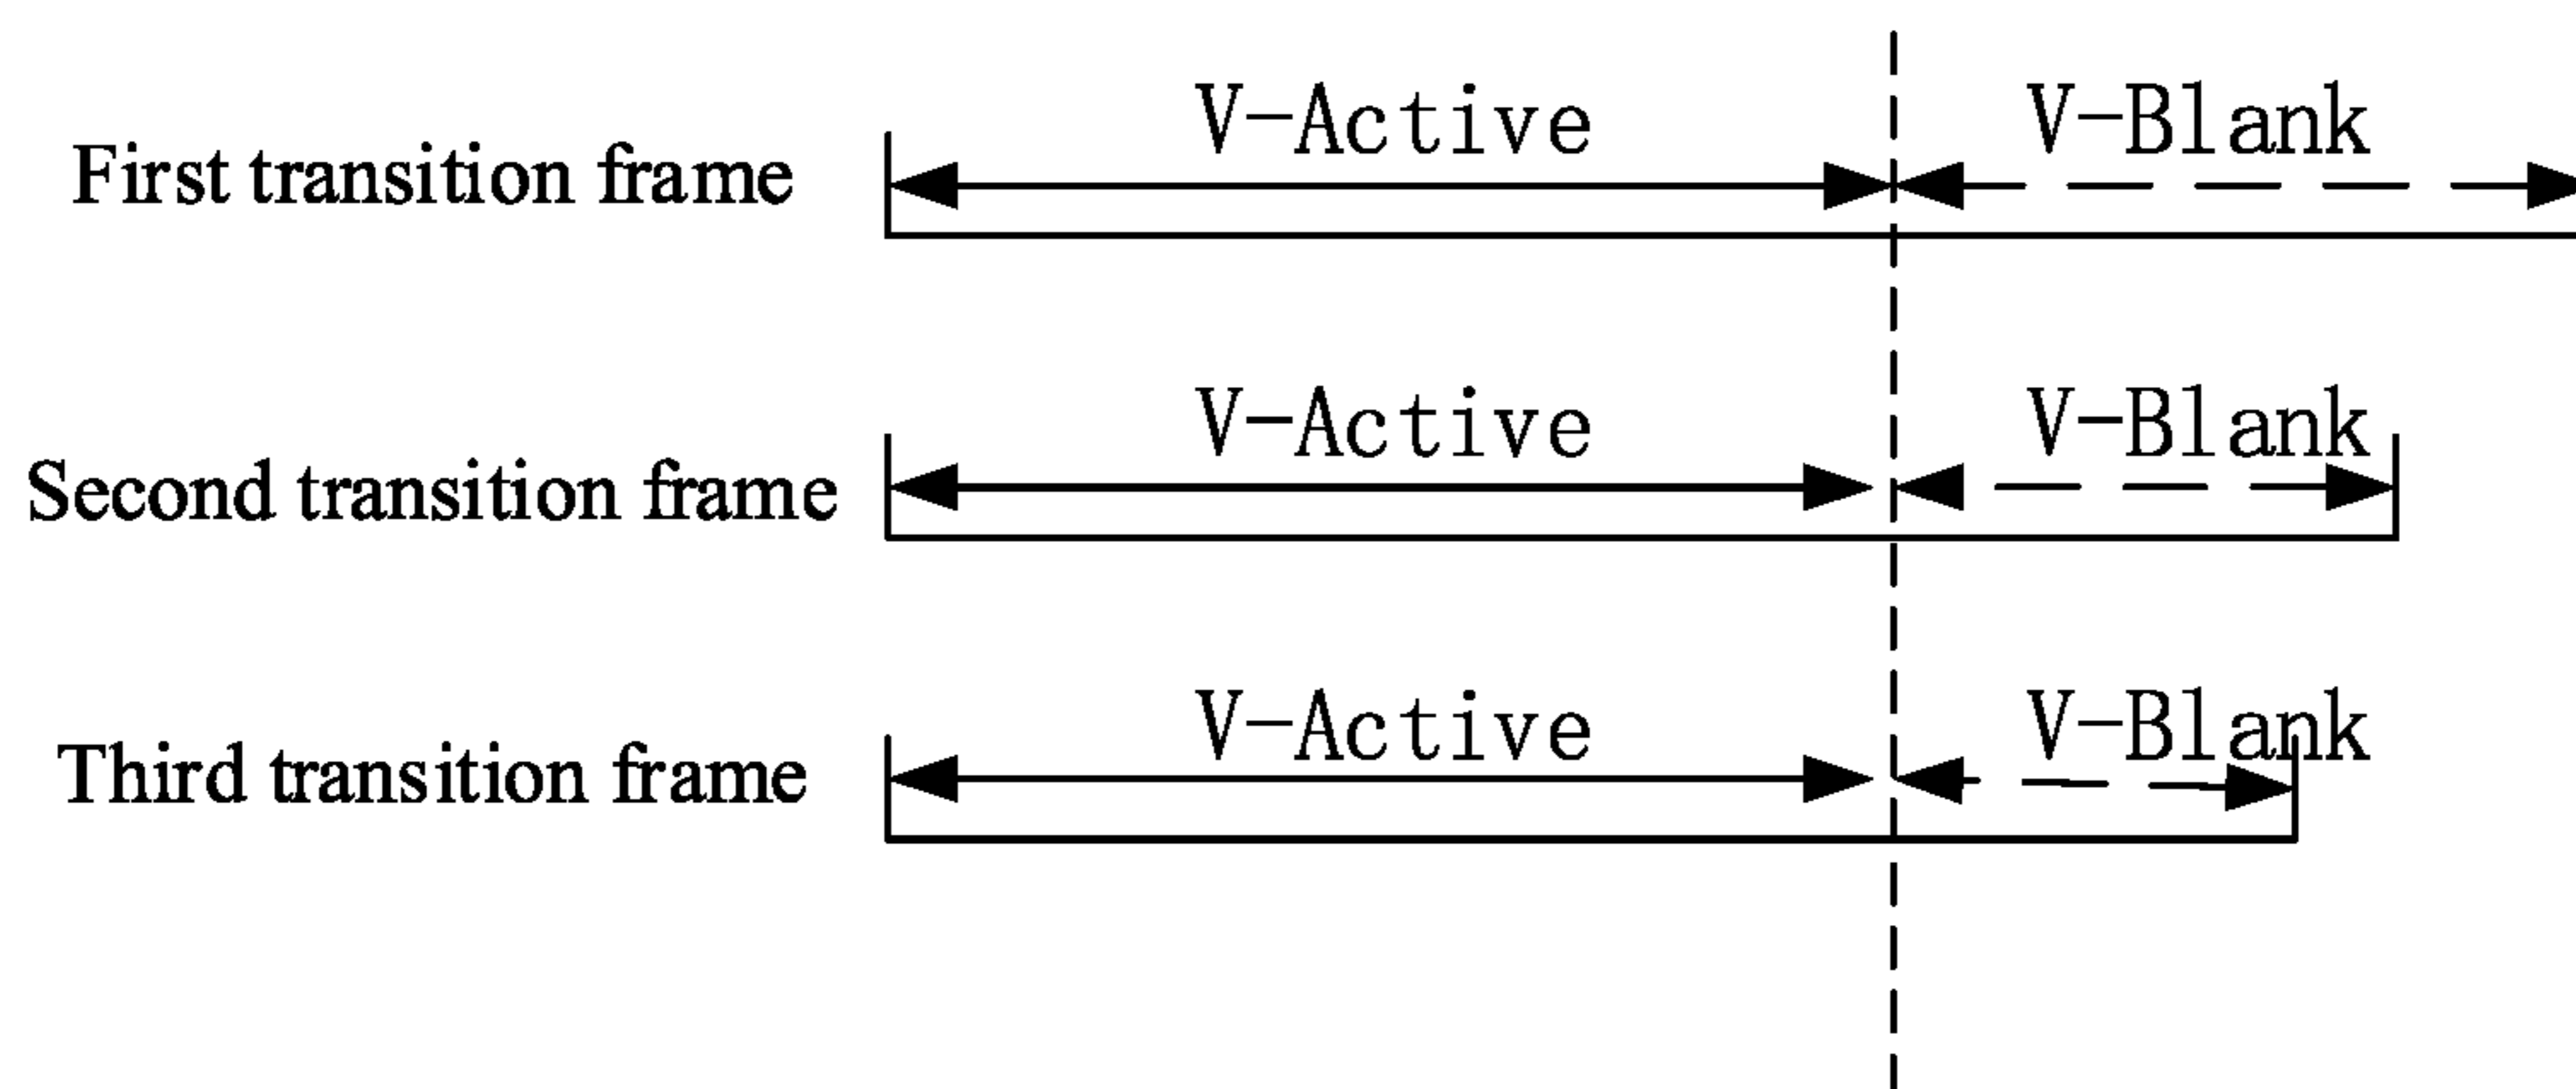 V-Active V-Blank
First transition frame
V-Active V-Blank
Second transition frame
V-Active V-Blank
Third transition frame